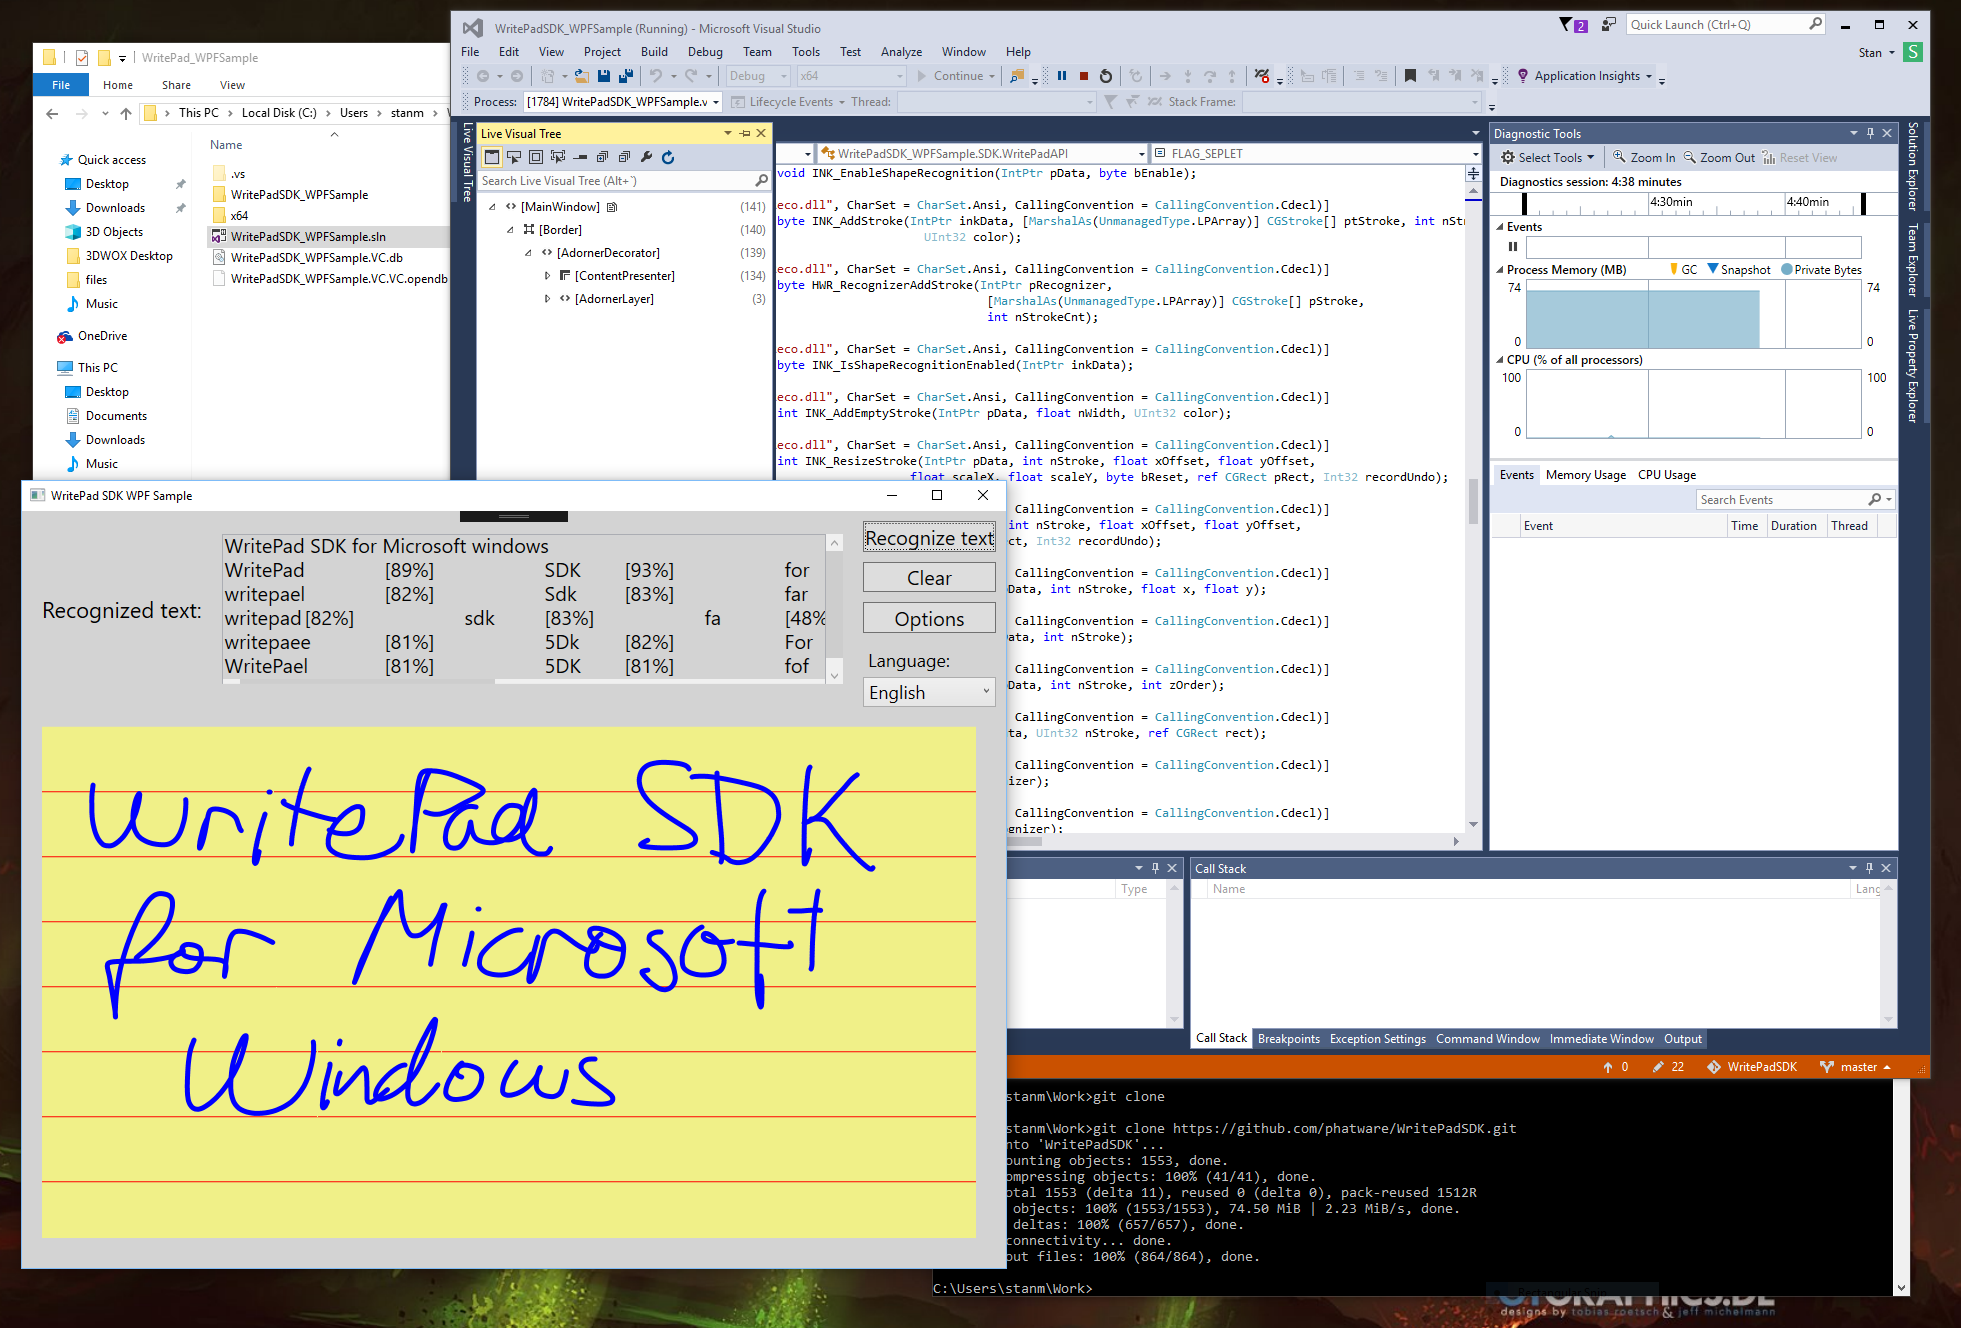 WritePad_WPFSample
File
Home
Share
View
This PC > Local Disk (C:) > Users > stanm >
Name
Quick access
Desktop
Downloads
3D Objects
3DWOX Desktop
files
Music
OneDrive
This PC
Desktop
Documents
Downloads
Music
.vs
WritePadSDK_WPFSample
x64
WritePadSDK_WPFSample.sln
WritePadSDK_WPFSample.VC.db
WritePadSDK_WPFSample.VC.VC.opendb
WritePadSDK_WPFSample (Running) - Microsoft Visual Studio
2
Quick Launch (Ctrl+Q)
File Edit View Project Build Debug Team Tools Test Analyze Window Help
Stan S
Debug x64 Continue Application Insights
Process: [1784] WritePadSDK_WPFSample.v Lifecycle Events Thread: Stack Frame:
Live Visual Tree
Live Visual Tree
Search Live Visual Tree (Alt+`)
[MainWindow] (141)
[Border] (140)
[AdornerDecorator] (139)
[ContentPresenter] (134)
[AdornerLayer] (3)
WritePadSDK_WPFSample.SDK.WritePadAPI FLAG_SEPLET
void INK_EnableShapeRecognition(IntPtr pData, byte bEnable);
eco.dll", CharSet = CharSet.Ansi, CallingConvention = CallingConvention.Cdecl)]
byte INK_AddStroke(IntPtr inkData, [MarshalAs(UnmanagedType.LPArray)] CGStroke[] ptStroke, int nStr
UInt32 color);
eco.dll", CharSet = CharSet.Ansi, CallingConvention = CallingConvention.Cdecl)]
byte HWR_RecognizerAddStroke(IntPtr pRecognizer,
[MarshalAs(UnmanagedType.LPArray)] CGStroke[] pStroke,
int nStrokeCnt);
eco.dll", CharSet = CharSet.Ansi, CallingConvention = CallingConvention.Cdecl)]
byte INK_IsShapeRecognitionEnabled(IntPtr inkData);
eco.dll", CharSet = CharSet.Ansi, CallingConvention = CallingConvention.Cdecl)]
int INK_AddEmptyStroke(IntPtr pData, float nWidth, UInt32 color);
eco.dll", CharSet = CharSet.Ansi, CallingConvention = CallingConvention.Cdecl)]
int INK_ResizeStroke(IntPtr pData, int nStroke, float xOffset, float yOffset,
float scaleX, float scaleY, byte bReset, ref CGRect pRect, Int32 recordUndo);
CallingConvention = CallingConvention.Cdecl)]
int nStroke, float xOffset, float yOffset,
ct, Int32 recordUndo);
CallingConvention = CallingConvention.Cdecl)]
Data, int nStroke, float x, float y);
CallingConvention = CallingConvention.Cdecl)]
ata, int nStroke);
CallingConvention = CallingConvention.Cdecl)]
Data, int nStroke, int zOrder);
CallingConvention = CallingConvention.Cdecl)]
ta, UInt32 nStroke, ref CGRect rect);
CallingConvention = CallingConvention.Cdecl)]
izer);
CallingConvention = CallingConvention.Cdecl)]
gnizer);
Diagnostic Tools
Select Tools Zoom In Zoom Out Reset View
Diagnostics session: 4:38 minutes
4:30min 4:40min
Events
Process Memory (MB) GC Snapshot Private Bytes
74 74
0 0
CPU (% of all processors)
100 100
0 0
Events Memory Usage CPU Usage
Search Events
Event Time Duration Thread
Solution Explorer
Team Explorer
Live Property Explorer
Type
Call Stack
Name Lang
Call Stack Breakpoints Exception Settings Command Window Immediate Window Output
0 22 WritePadSDK master
WritePad SDK WPF Sample
Recognized text:
WritePad SDK for Microsoft windows
WritePad [89%] SDK [93%] for
writepael [82%] Sdk [83%] far
writepad [82%] sdk [83%] fa [48%
writepaee [81%] 5Dk [82%] For
WritePael [81%] 5DK [81%] fof
Recognize text
Clear
Options
Language:
English
WritePad SDK
for Microsoft
Windows
stanm\Work>git clone
stanm\Work>git clone https://github.com/phatware/WritePadSDK.git
nto 'WritePadSDK'...
ounting objects: 1553, done.
ompressing objects: 100% (41/41), done.
otal 1553 (delta 11), reused 0 (delta 0), pack-reused 1512R
objects: 100% (1553/1553), 74.50 MiB | 2.23 MiB/s, done.
deltas: 100% (657/657), done.
connectivity... done.
out files: 100% (864/864), done.
C:\Users\stanm\Work>
designs by tobias roetsch & jeff michelmann